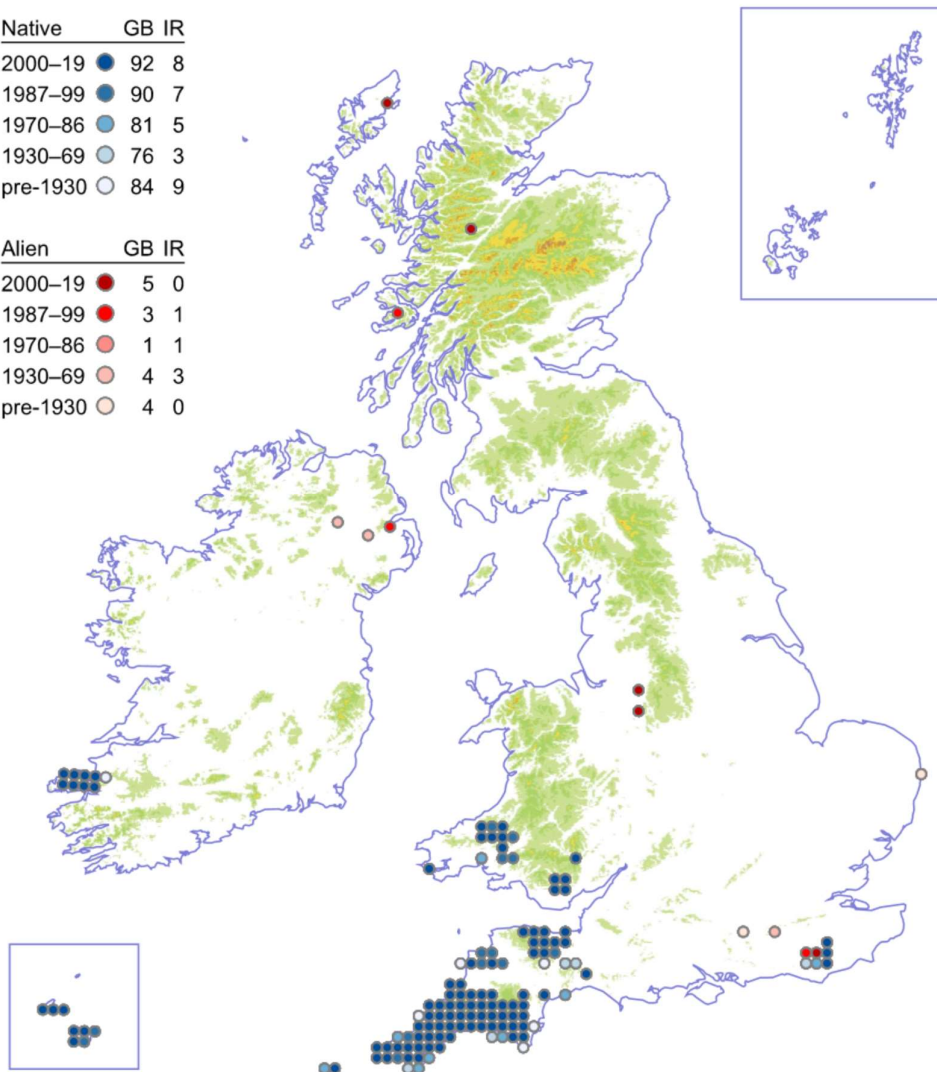 Native GB IR
2000–19 92 8
1987–99 90 7
1970–86 81 5
1930–69 76 3
pre-1930 84 9
Alien GB IR
2000–19 5 0
1987–99 3 1
1970–86 1 1
1930–69 4 3
pre-1930 4 0